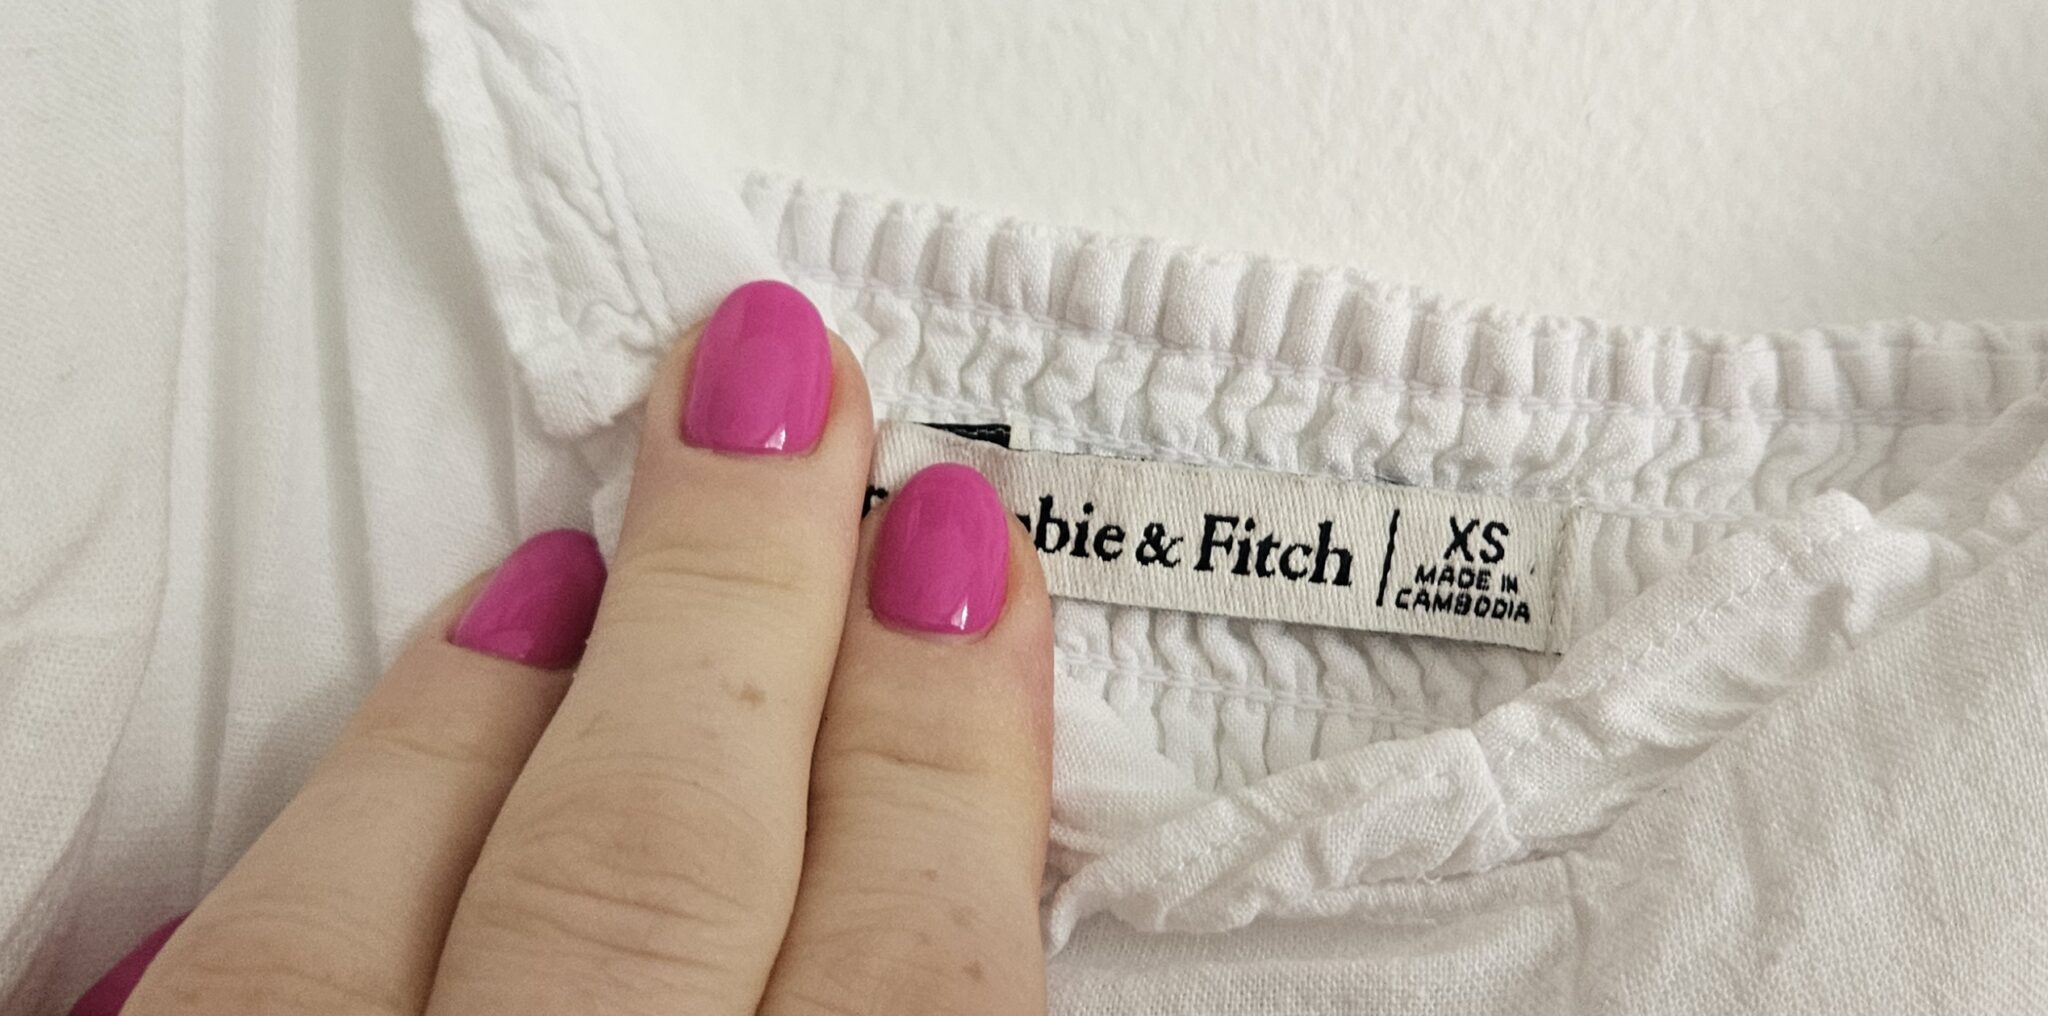 bie & Fitch
XS
MADE IN
CAMBODIA